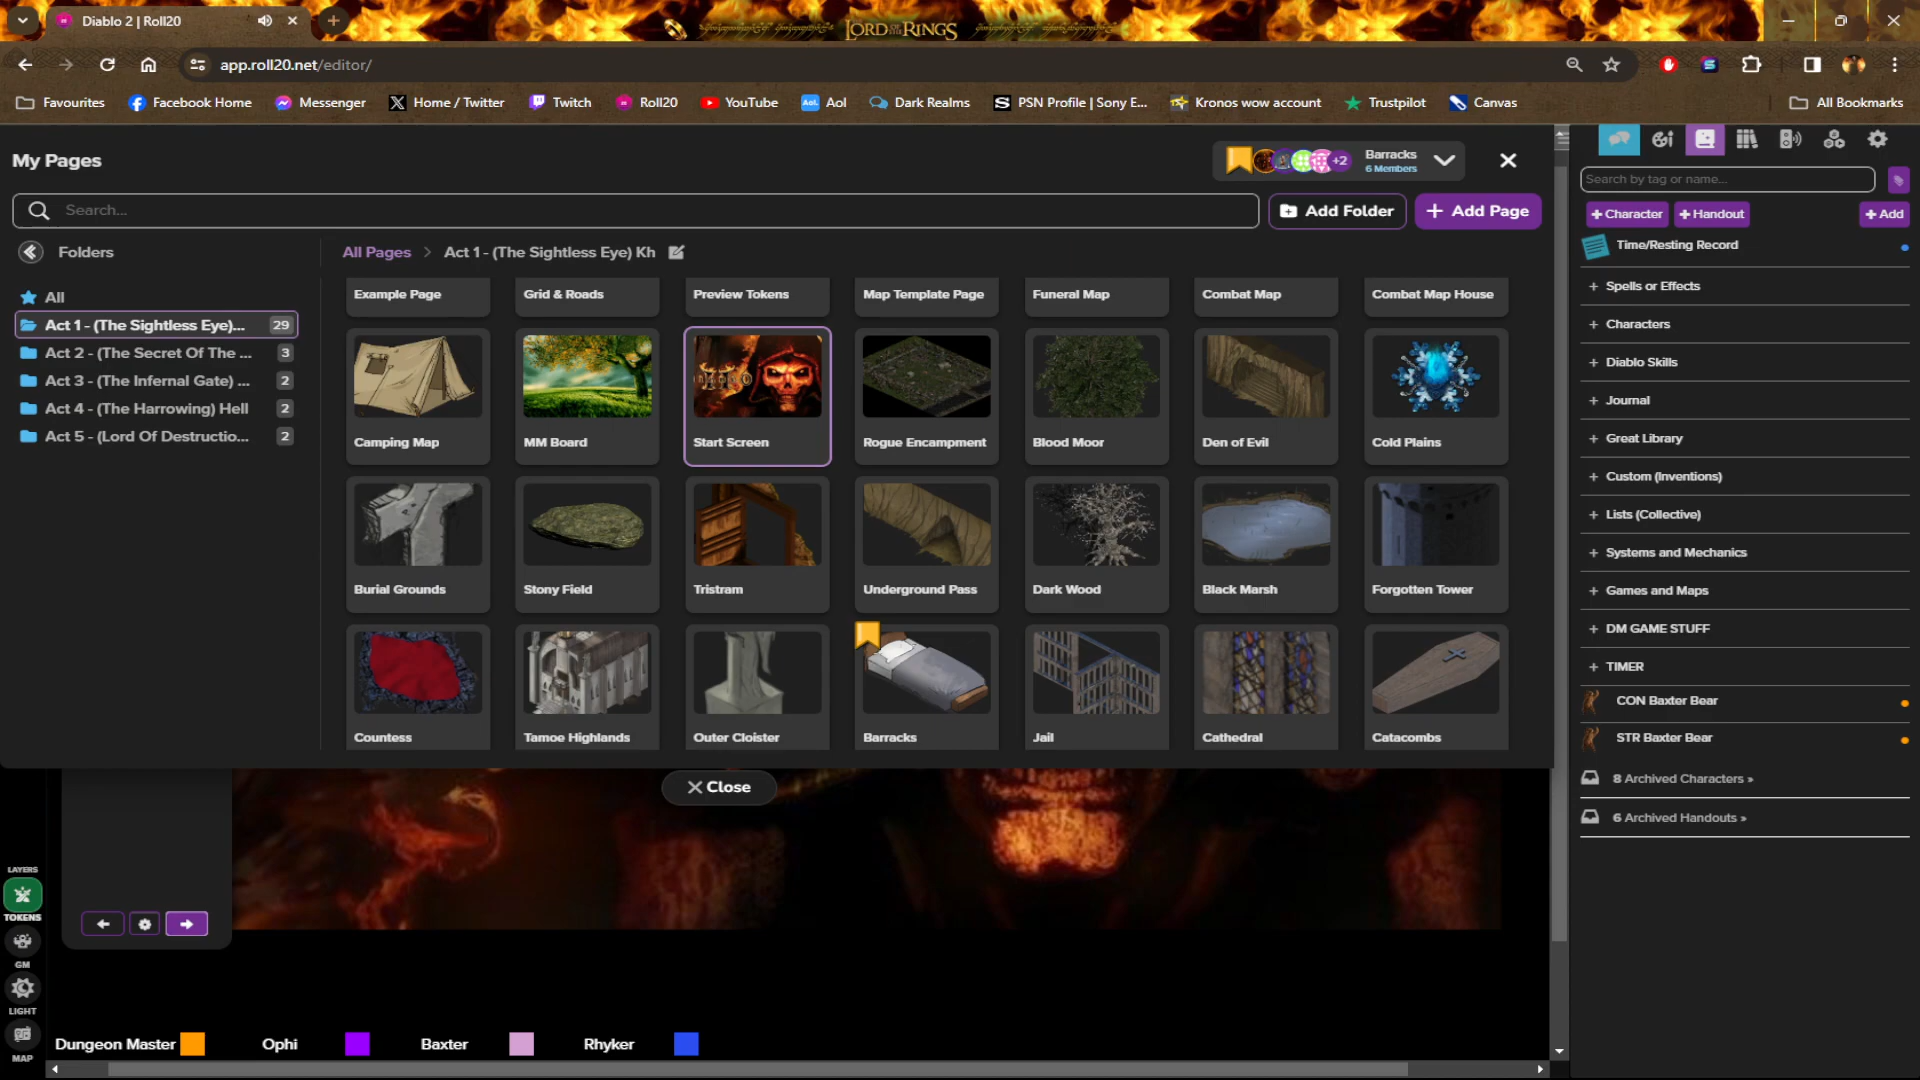 Diablo 2 | Roll20
THE LORD OF THE RINGS
app.roll20.net/editor/
Favourites
Facebook Home
Messenger
Home / Twitter
Twitch
Roll20
YouTube
Aol
Dark Realms
PSN Profile | Sony E...
Kronos wow account
Trustpilot
Canvas
All Bookmarks
My Pages
+2
Barracks
6 Members
Search...
Add Folder
+ Add Page
Folders
All Pages > Act 1 - (The Sightless Eye) Kh
All
Act 1 - (The Sightless Eye)... 29
Act 2 - (The Secret Of The ... 3
Act 3 - (The Infernal Gate) ... 2
Act 4 - (The Harrowing) Hell 2
Act 5 - (Lord Of Destructio... 2
Example Page
Grid & Roads
Preview Tokens
Map Template Page
Funeral Map
Combat Map
Combat Map House
Camping Map
MM Board
Start Screen
Rogue Encampment
Blood Moor
Den of Evil
Cold Plains
Burial Grounds
Stony Field
Tristram
Underground Pass
Dark Wood
Black Marsh
Forgotten Tower
Countess
Tamoe Highlands
Outer Cloister
Barracks
Jail
Cathedral
Catacombs
Close
LAYERS
TOKENS
GM
LIGHT
MAP
Dungeon Master
Ophi
Baxter
Rhyker
Search by tag or name...
+ Character
+ Handout
+ Add
Time/Resting Record
+ Spells or Effects
+ Characters
+ Diablo Skills
+ Journal
+ Great Library
+ Custom (Inventions)
+ Lists (Collective)
+ Systems and Mechanics
+ Games and Maps
+ DM GAME STUFF
+ TIMER
CON Baxter Bear
STR Baxter Bear
8 Archived Characters »
6 Archived Handouts »